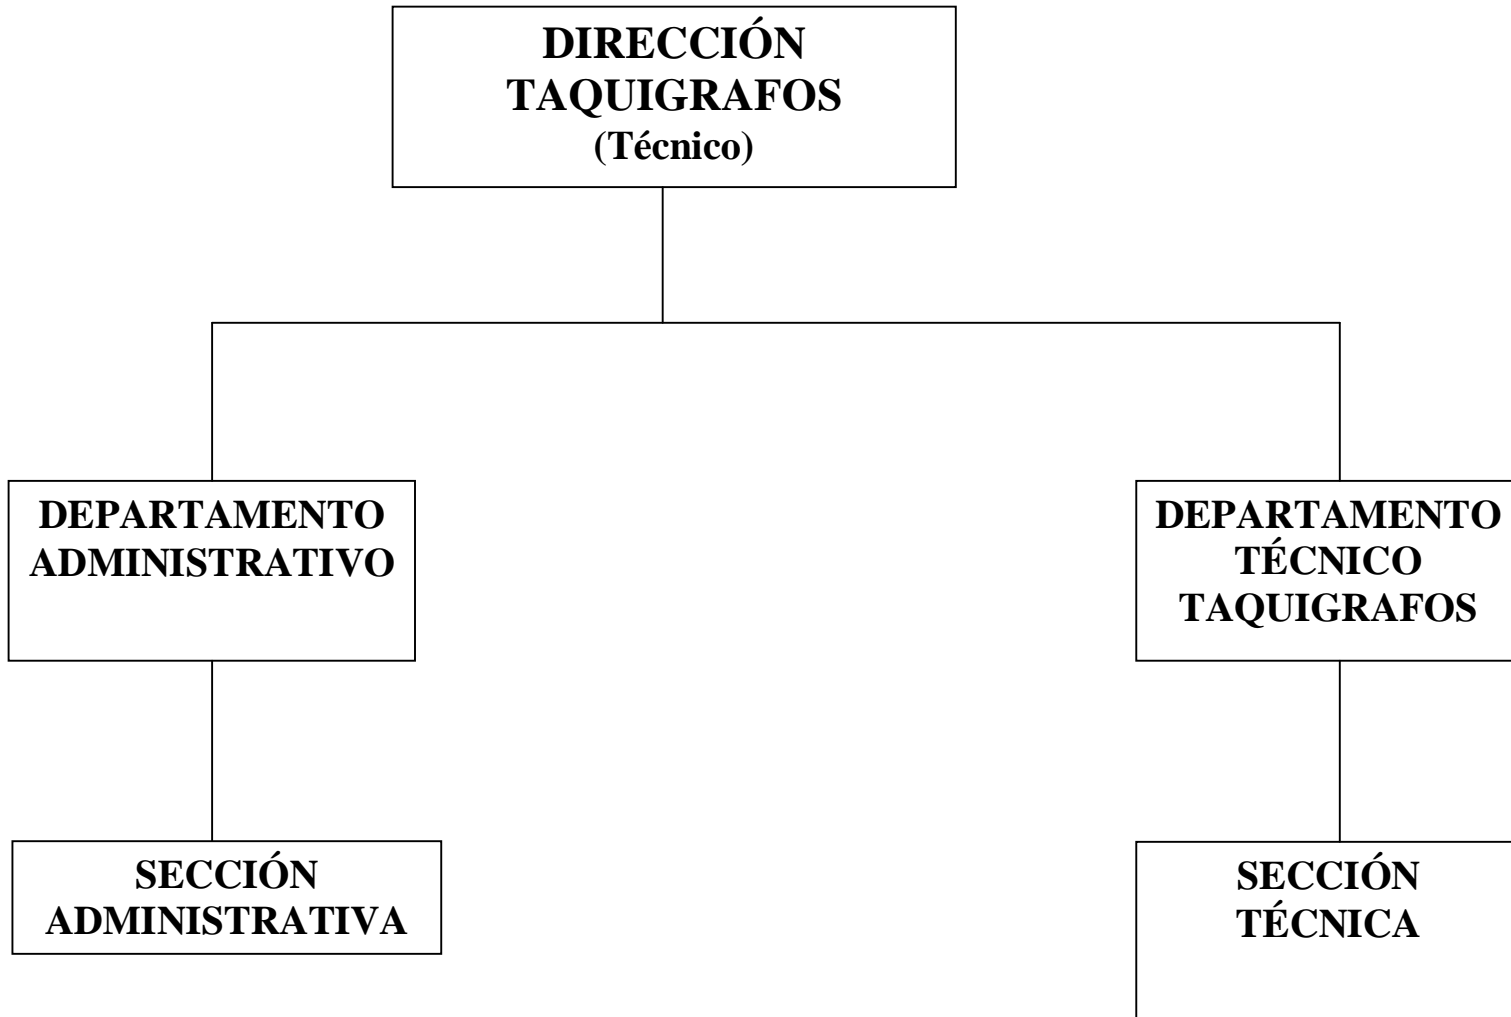 DIRECCIÓN
TAQUIGRAFOS
(Técnico)
DEPARTAMENTO
ADMINISTRATIVO
DEPARTAMENTO
TÉCNICO
TAQUIGRAFOS
SECCIÓN
ADMINISTRATIVA
SECCIÓN
TÉCNICA